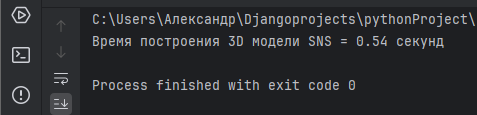 C:\Users\Александр\Djangoprojects\pythonProject\
Время построения 3D модели SNS = 0.54 секунд
Process finished with exit code 0